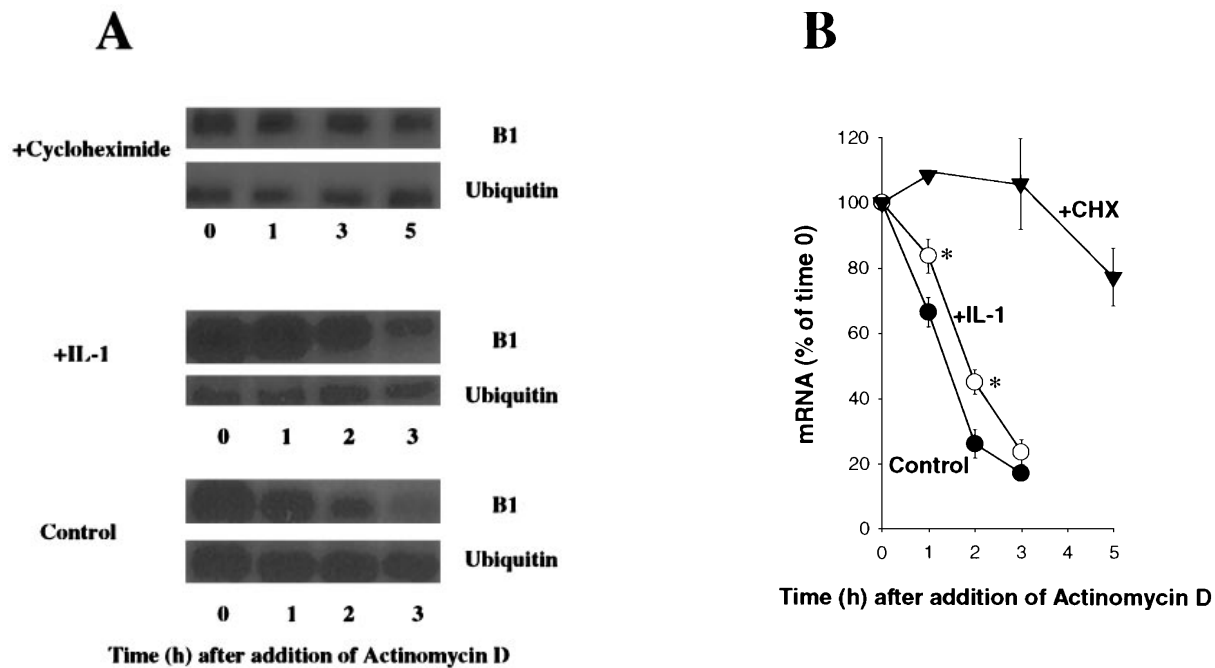 A
+Cycloheximide
B1
Ubiquitin
0 1 3 5
+IL-1
B1
Ubiquitin
0 1 2 3
Control
B1
Ubiquitin
0 1 2 3
Time (h) after addition of Actinomycin D
B
mRNA (% of time 0)
120
100
80
60
40
20
0
+CHX
*
+IL-1
*
Control
0 1 2 3 4 5
Time (h) after addition of Actinomycin D